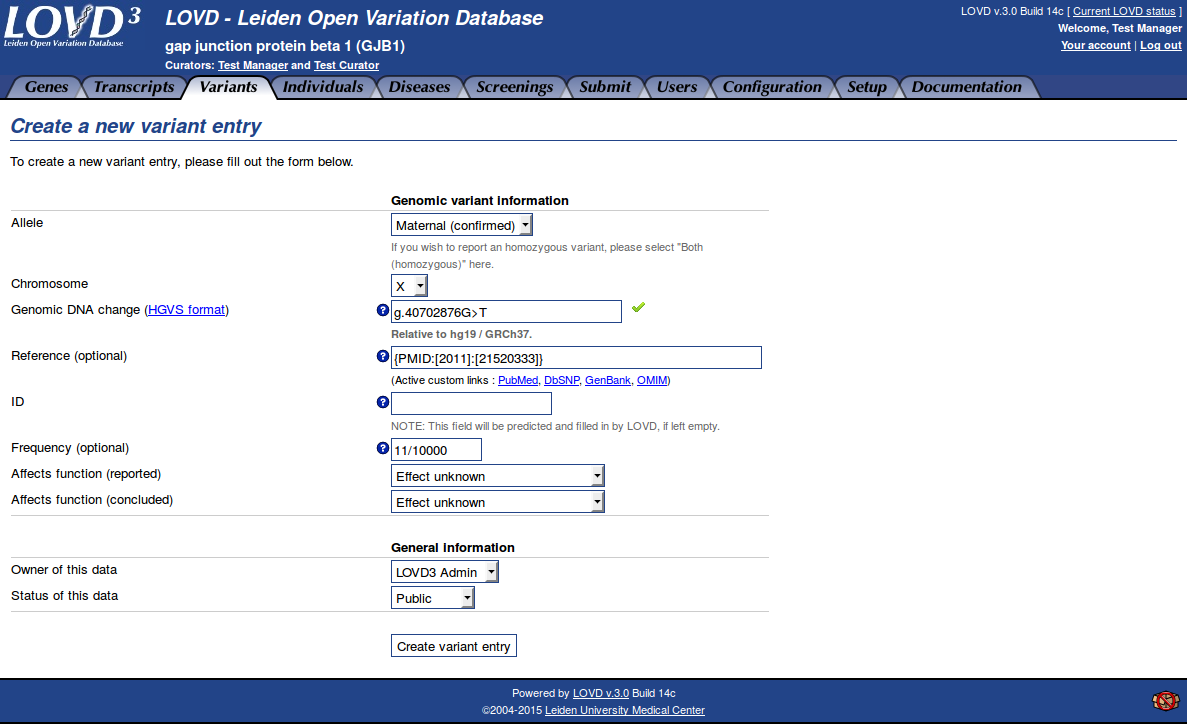 LOVD 3
Leiden Open Variation Database
LOVD - Leiden Open Variation Database
gap junction protein beta 1 (GJB1)
Curators: Test Manager and Test Curator
LOVD v.3.0 Build 14c [ Current LOVD status ]
Welcome, Test Manager
Your account | Log out
Genes Transcripts Variants Individuals Diseases Screenings Submit Users Configuration Setup Documentation
Create a new variant entry
To create a new variant entry, please fill out the form below.
Genomic variant information
Allele Maternal (confirmed)
If you wish to report an homozygous variant, please select "Both
(homozygous)" here.
Chromosome X
Genomic DNA change (HGVS format) ? g.40702876G>T
Relative to hg19 / GRCh37.
Reference (optional) ? {PMID:[2011]:[21520333]}
(Active custom links : PubMed, DbSNP, GenBank, OMIM)
ID ?
NOTE: This field will be predicted and filled in by LOVD, if left empty.
Frequency (optional) ? 11/10000
Affects function (reported) Effect unknown
Affects function (concluded) Effect unknown
General information
Owner of this data LOVD3 Admin
Status of this data Public
Create variant entry
Powered by LOVD v.3.0 Build 14c
©2004-2015 Leiden University Medical Center